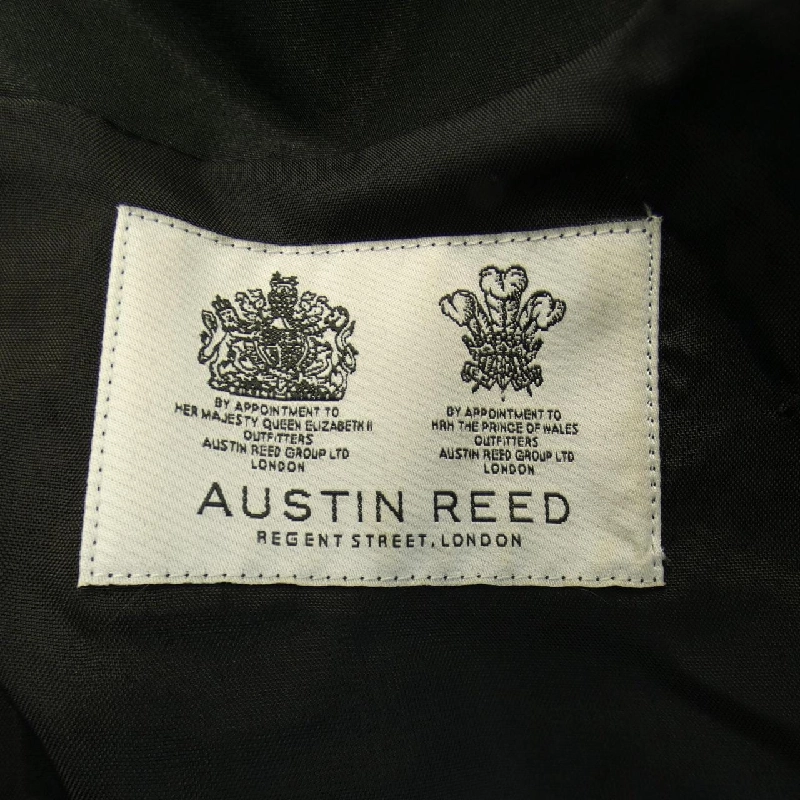 BY APPOINTMENT TO
HER MAJESTY QUEEN ELIZABETH II
OUTFITTERS
AUSTIN REED GROUP LTD
LONDON
BY APPOINTMENT TO
HRH THE PRINCE OF WALES
OUTFITTERS
AUSTIN REED GROUP LTD
LONDON
AUSTIN REED
REGENT STREET, LONDON